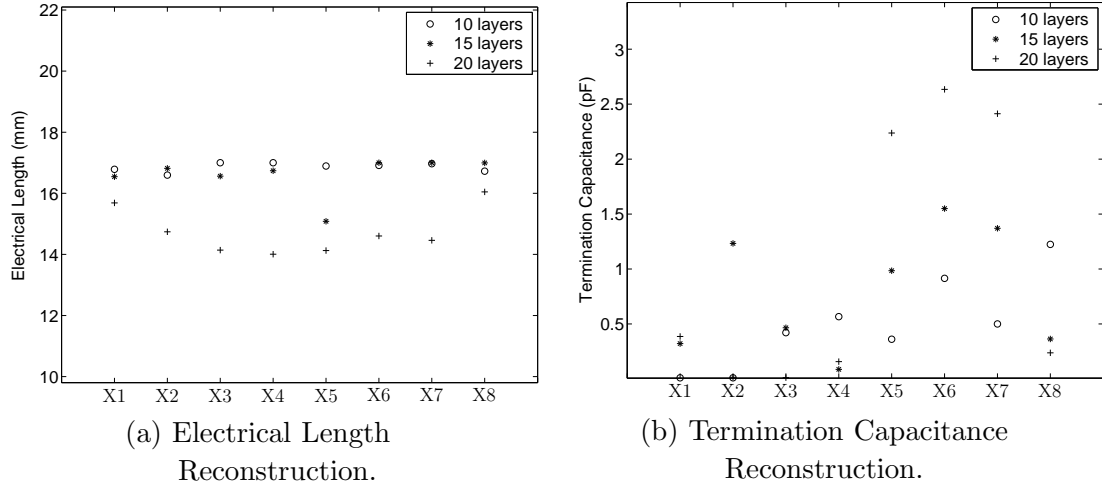 22
20
18
16
14
12
10
Electrical Length (mm)
10 layers
15 layers
20 layers
X1 X2 X3 X4 X5 X6 X7 X8
(a) Electrical Length
Reconstruction.
3
2.5
2
1.5
1
0.5
Termination Capacitance (pF)
10 layers
15 layers
20 layers
X1 X2 X3 X4 X5 X6 X7 X8
(b) Termination Capacitance
Reconstruction.